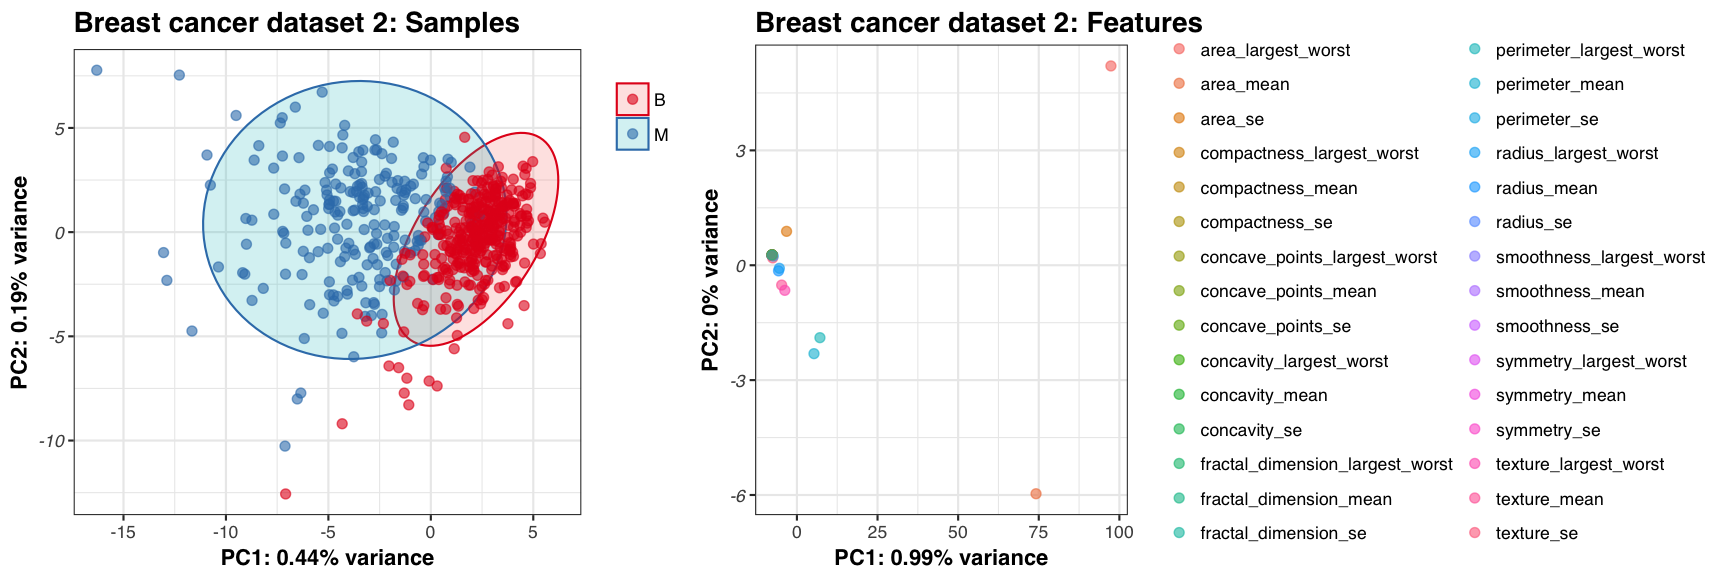 Breast cancer dataset 2: Samples
5
0
-5
-10
PC2: 0.19% variance
-15
-10
-5
0
5
PC1: 0.44% variance
B
M
Breast cancer dataset 2: Features
3
0
-3
-6
PC2: 0% variance
0
25
50
75
100
PC1: 0.99% variance
area_largest_worst
area_mean
area_se
compactness_largest_worst
compactness_mean
compactness_se
concave_points_largest_worst
concave_points_mean
concave_points_se
concavity_largest_worst
concavity_mean
concavity_se
fractal_dimension_largest_worst
fractal_dimension_mean
fractal_dimension_se
perimeter_largest_worst
perimeter_mean
perimeter_se
radius_largest_worst
radius_mean
radius_se
smoothness_largest_worst
smoothness_mean
smoothness_se
symmetry_largest_worst
symmetry_mean
symmetry_se
texture_largest_worst
texture_mean
texture_se